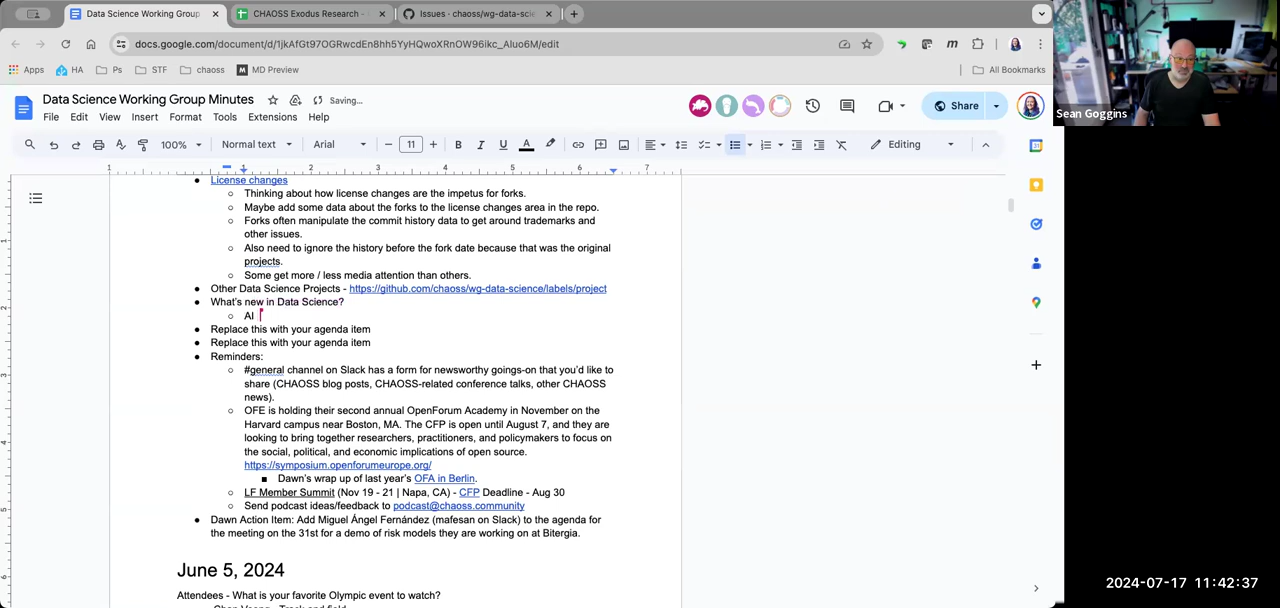 Data Science Working Group
CHAOSS Exodus Research -
Issues · chaoss/wg-data-scie
docs.google.com/document/d/1jkAfGt97OGRwcdEn8hh5YyHQwoXRnOW96ikc_Aluo6M/edit
Apps
HA
Ps
STF
chaoss
MD Preview
All Bookmarks
Sean Goggins
Data Science Working Group Minutes
Saving...
File Edit View Insert Format Tools Extensions Help
Share
100%
Normal text
Arial
11
Editing
1 1 2 3 4 5 6 7
License changes
Thinking about how license changes are the impetus for forks.
Maybe add some data about the forks to the license changes area in the repo.
Forks often manipulate the commit history data to get around trademarks and
other issues.
Also need to ignore the history before the fork date because that was the original
projects.
Some get more / less media attention than others.
Other Data Science Projects - https://github.com/chaoss/wg-data-science/labels/project
What's new in Data Science?
AI
Replace this with your agenda item
Replace this with your agenda item
Reminders:
#general channel on Slack has a form for newsworthy goings-on that you'd like to
share (CHAOSS blog posts, CHAOSS-related conference talks, other CHAOSS
news).
OFE is holding their second annual OpenForum Academy in November on the
Harvard campus near Boston, MA. The CFP is open until August 7, and they are
looking to bring together researchers, practitioners, and policymakers to focus on
the social, political, and economic implications of open source.
https://symposium.openforumeurope.org/
Dawn's wrap up of last year's OFA in Berlin.
LF Member Summit (Nov 19 - 21 | Napa, CA) - CFP Deadline - Aug 30
Send podcast ideas/feedback to podcast@chaoss.community
Dawn Action Item: Add Miguel Ángel Fernández (mafesan on Slack) to the agenda for
the meeting on the 31st for a demo of risk models they are working on at Bitergia.
June 5, 2024
Attendees - What is your favorite Olympic event to watch?
2024-07-17 11:42:37